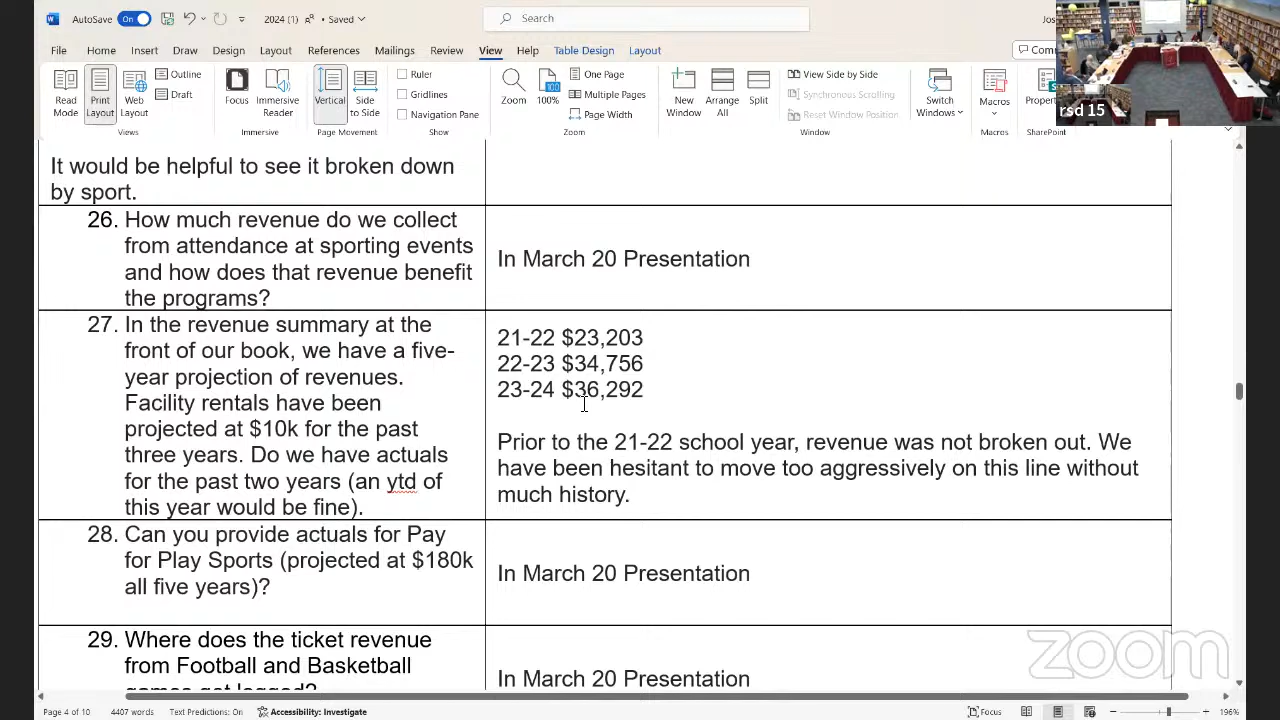 AutoSave On 2024 (1) • Saved Search Jos
File Home Insert Draw Design Layout References Mailings Review View Help Table Design Layout
Read Mode Print Layout Web Layout Outline Draft Focus Immersive Reader Vertical Side to Side Ruler Gridlines Navigation Pane Zoom 100% One Page Multiple Pages Page Width New Window Arrange All Split View Side by Side Synchronous Scrolling Reset Window Position Switch Windows Macros
Views Immersive Page Movement Show Zoom Window Macros SharePoint
rsd 15
It would be helpful to see it broken down
by sport.
26. How much revenue do we collect
from attendance at sporting events
and how does that revenue benefit
the programs?
In March 20 Presentation
27. In the revenue summary at the
front of our book, we have a five-
year projection of revenues.
Facility rentals have been
projected at $10k for the past
three years. Do we have actuals
for the past two years (an ytd of
this year would be fine).
21-22 $23,203
22-23 $34,756
23-24 $36,292
Prior to the 21-22 school year, revenue was not broken out. We
have been hesitant to move too aggressively on this line without
much history.
28. Can you provide actuals for Pay
for Play Sports (projected at $180k
all five years)?
In March 20 Presentation
29. Where does the ticket revenue
from Football and Basketball
games get logged?
In March 20 Presentation
zoom
Page 4 of 10 4407 words Text Predictions: On Accessibility: Investigate Focus 196%